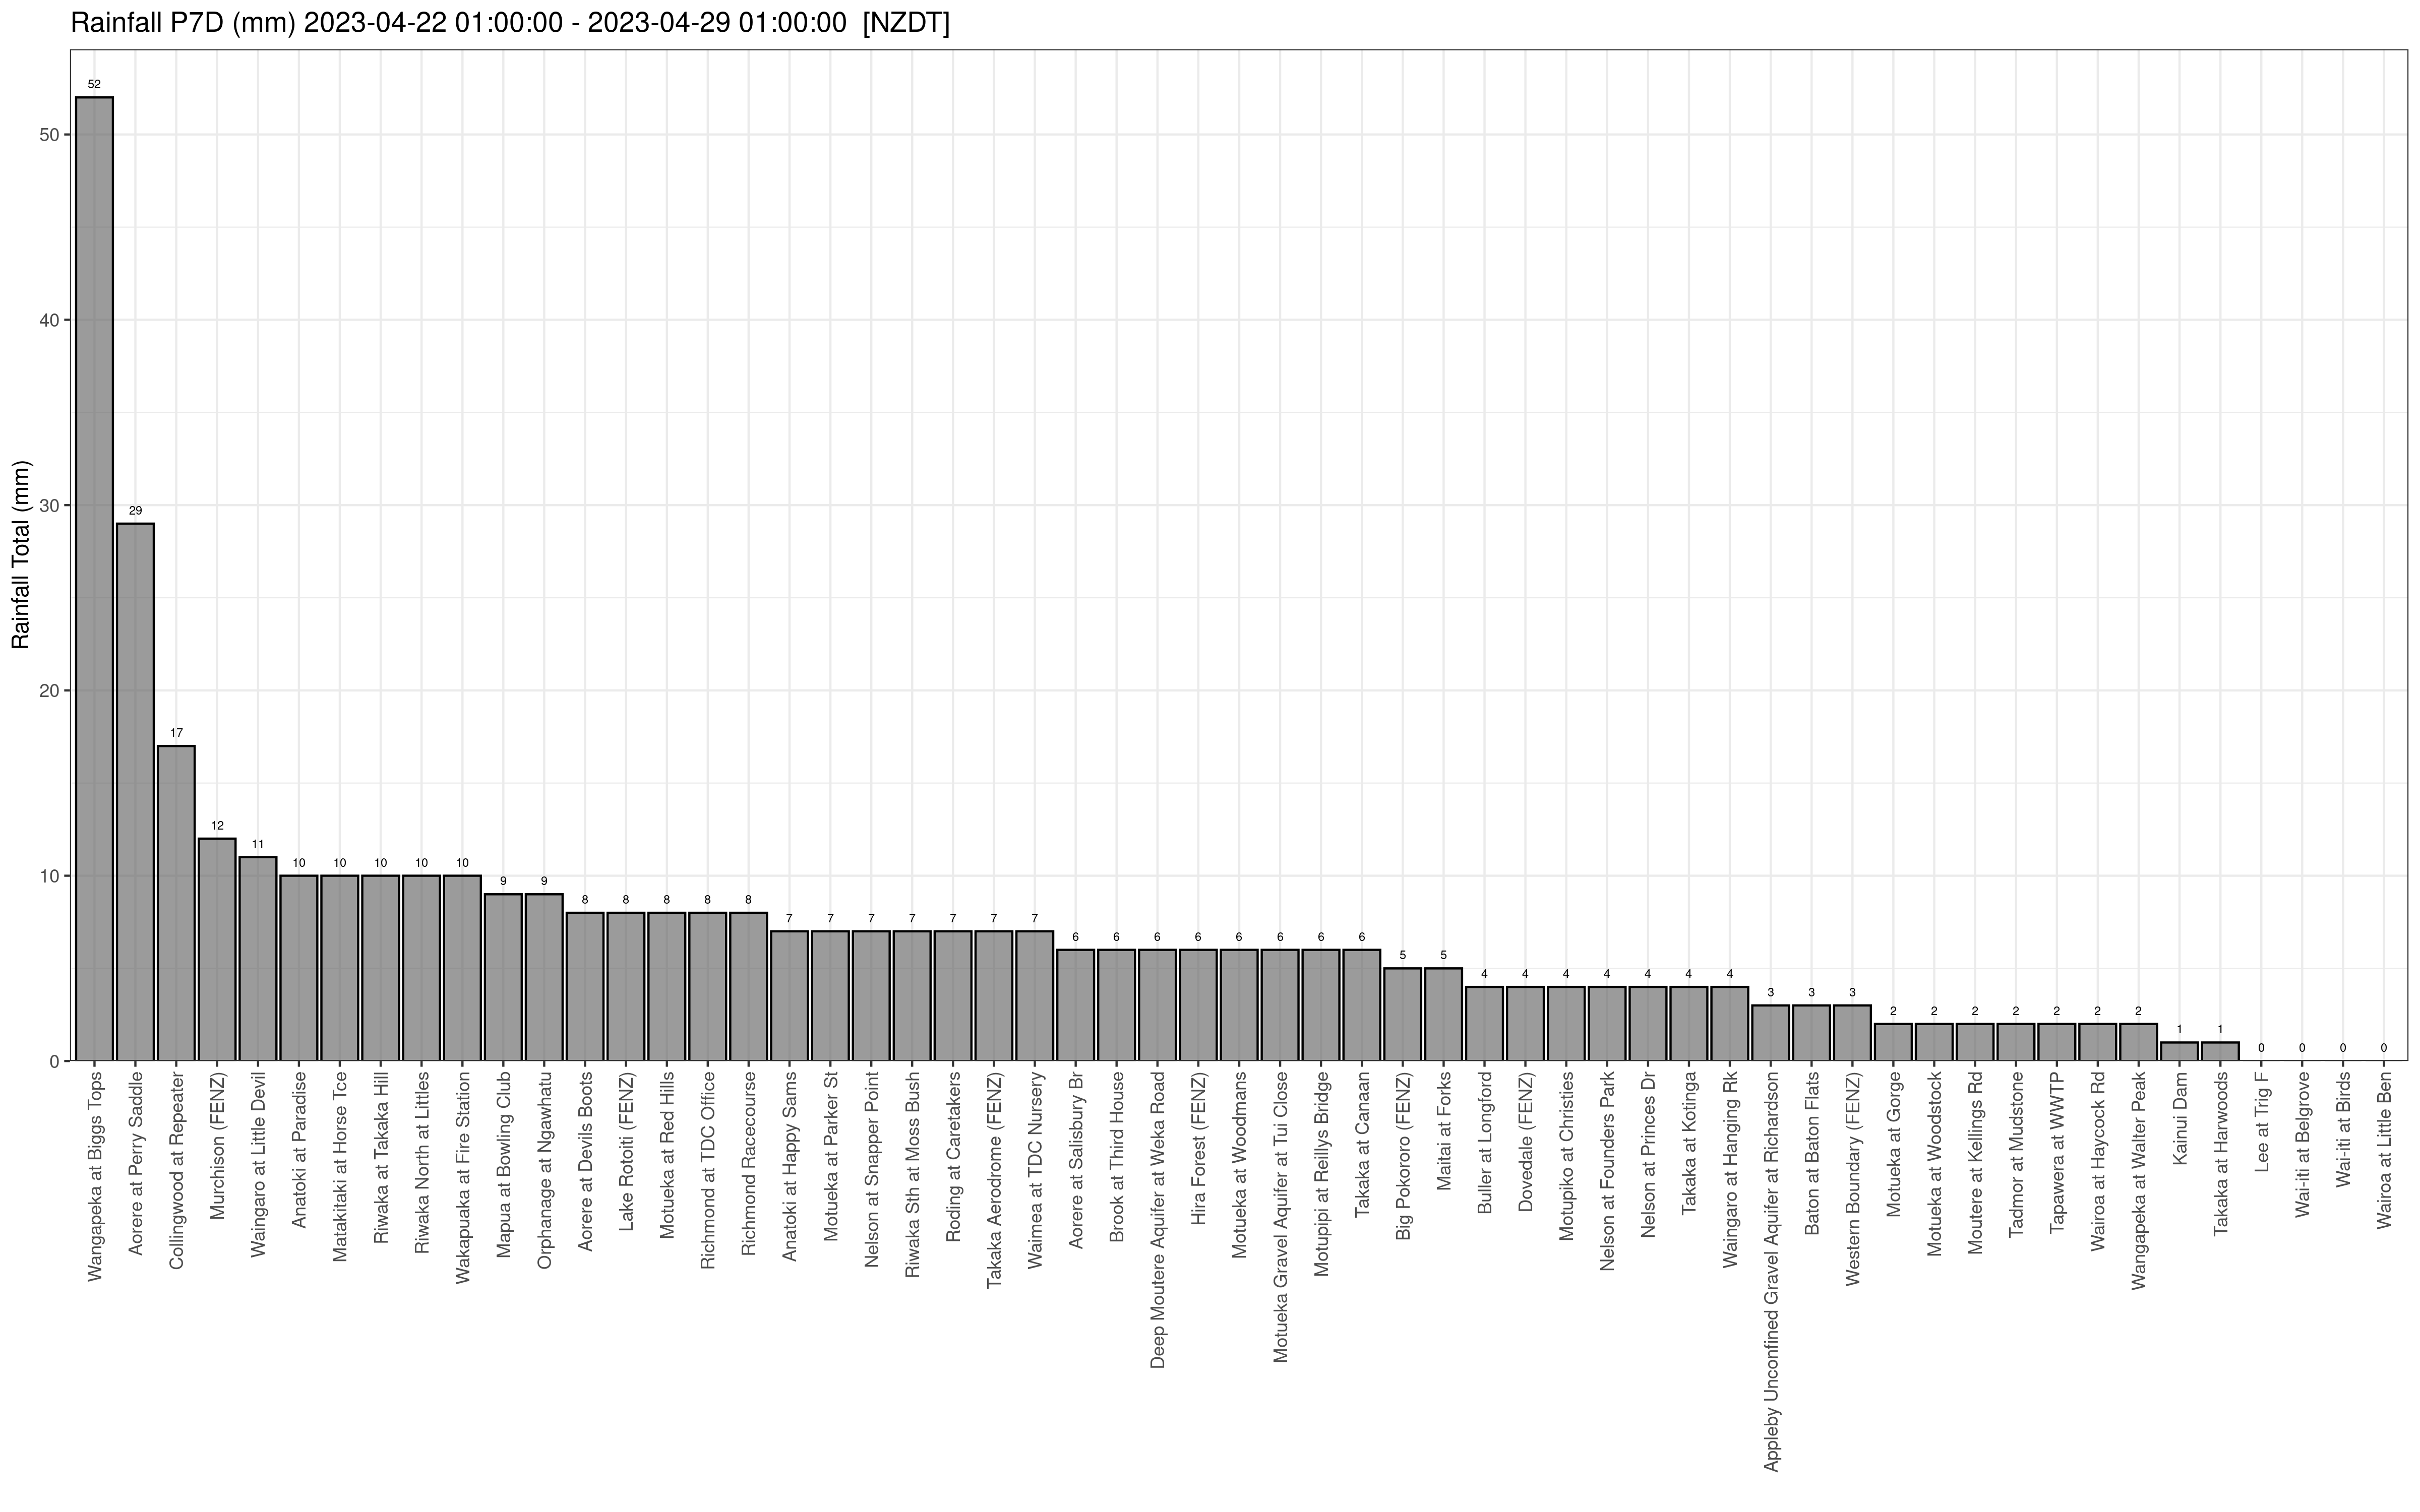 Rainfall P7D (mm) 2023-04-22 01:00:00 - 2023-04-29 01:00:00 [NZDT]
Rainfall Total (mm)
50
40
30
20
10
0
52
29
17
12
11
10
10
10
10
10
9
9
8
8
8
8
8
7
7
7
7
7
7
7
6
6
6
6
6
6
6
6
5
5
4
4
4
4
4
4
4
3
3
3
2
2
2
2
2
2
2
1
1
0
0
0
0
Wangapeka at Biggs Tops
Aorere at Perry Saddle
Collingwood at Repeater
Murchison (FENZ)
Waingaro at Little Devil
Anatoki at Paradise
Matakitaki at Horse Tce
Riwaka at Takaka Hill
Riwaka North at Littles
Wakapuaka at Fire Station
Mapua at Bowling Club
Orphanage at Ngawhatu
Aorere at Devils Boots
Lake Rotoiti (FENZ)
Motueka at Red Hills
Richmond at TDC Office
Richmond Racecourse
Anatoki at Happy Sams
Motueka at Parker St
Nelson at Snapper Point
Riwaka Sth at Moss Bush
Roding at Caretakers
Takaka Aerodrome (FENZ)
Waimea at TDC Nursery
Aorere at Salisbury Br
Brook at Third House
Deep Moutere Aquifer at Weka Road
Hira Forest (FENZ)
Motueka at Woodmans
Motueka Gravel Aquifer at Tui Close
Motupipi at Reillys Bridge
Takaka at Canaan
Big Pokororo (FENZ)
Maitai at Forks
Buller at Longford
Dovedale (FENZ)
Motupiko at Christies
Nelson at Founders Park
Nelson at Princes Dr
Takaka at Kotinga
Waingaro at Hanging Rk
Appleby Unconfined Gravel Aquifer at Richardson
Baton at Baton Flats
Western Boundary (FENZ)
Motueka at Gorge
Motueka at Woodstock
Moutere at Kellings Rd
Tadmor at Mudstone
Tapawera at WWTP
Wairoa at Haycock Rd
Wangapeka at Walter Peak
Kainui Dam
Takaka at Harwoods
Lee at Trig F
Wai-iti at Belgrove
Wai-iti at Birds
Wairoa at Little Ben